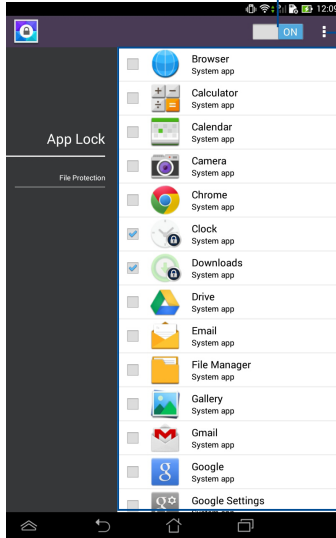 12:09
ON
App Lock
File Protection
Browser
System app
Calculator
System app
Calendar
System app
Camera
System app
Chrome
System app
Clock
System app
Downloads
System app
Drive
System app
Email
System app
File Manager
System app
Gallery
System app
Gmail
System app
Google
System app
Google Settings